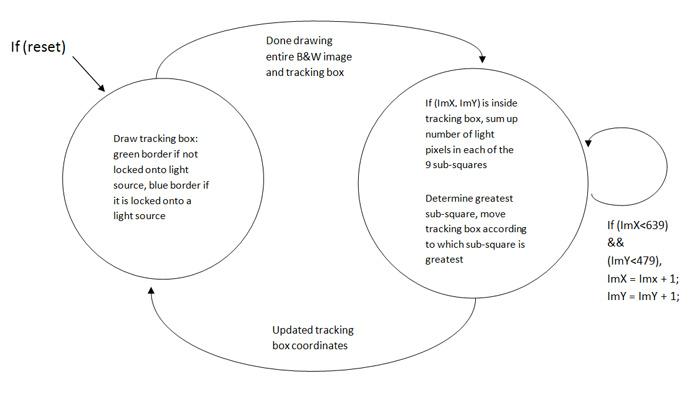 If (reset)
Done drawing
entire B&W image
and tracking box
Draw tracking box:
green border if not
locked onto light
source, blue border if
it is locked onto a
light source
If (ImX, ImY) is inside
tracking box, sum up
number of light
pixels in each of the
9 sub-squares
Determine greatest
sub-square, move
tracking box according
to which sub-square is
greatest
If (ImX<639)
&&
(ImY<479),
ImX = Imx + 1;
ImY = ImY + 1;
Updated tracking
box coordinates